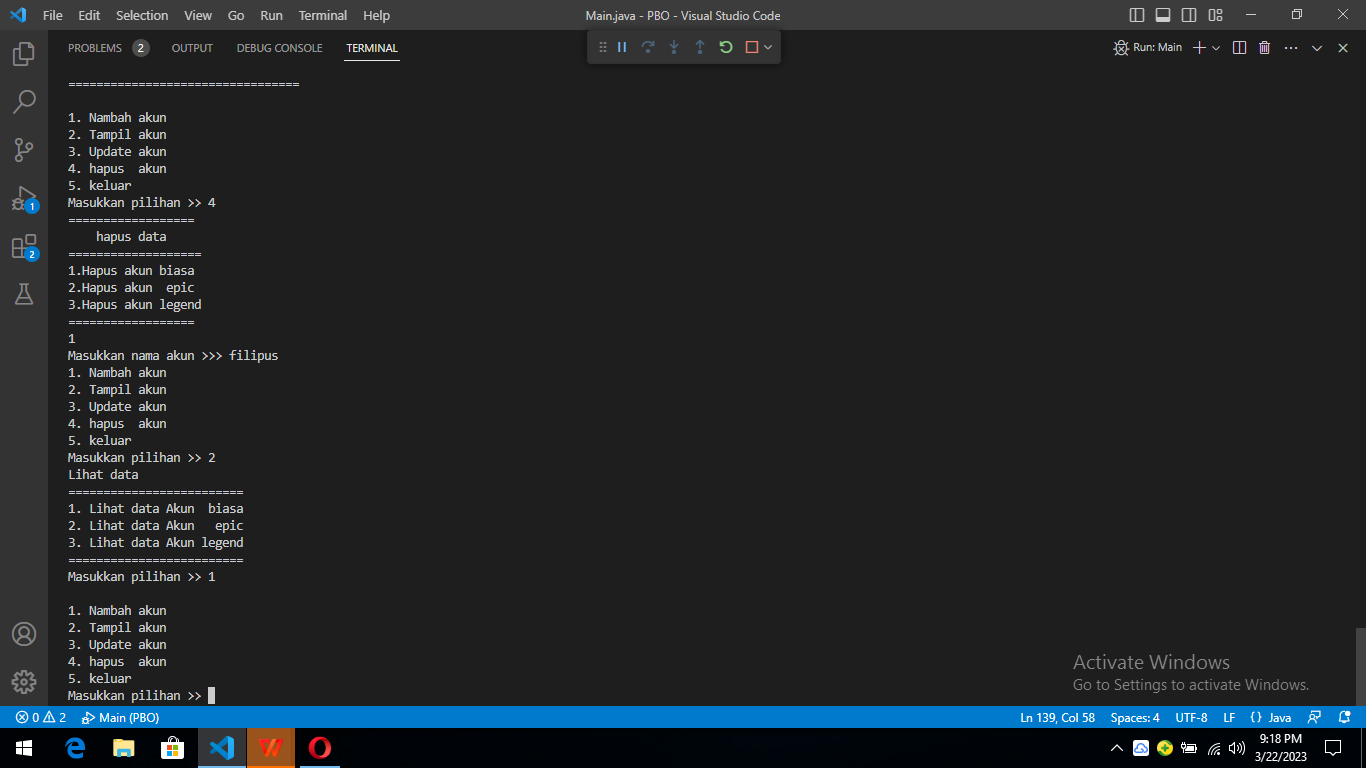 File Edit Selection View Go Run Terminal Help Main.java - PBO - Visual Studio Code
PROBLEMS 2 OUTPUT DEBUG CONSOLE TERMINAL Run: Main
=================================
1. Nambah akun
2. Tampil akun
3. Update akun
4. hapus  akun
5. keluar
Masukkan pilihan >> 4
==================
    hapus data
===================
1.Hapus akun biasa
2.Hapus akun  epic
3.Hapus akun legend
==================
1
Masukkan nama akun >>> filipus
1. Nambah akun
2. Tampil akun
3. Update akun
4. hapus  akun
5. keluar
Masukkan pilihan >> 2
Lihat data
=========================
1. Lihat data Akun  biasa
2. Lihat data Akun   epic
3. Lihat data Akun legend
=========================
Masukkan pilihan >> 1
1. Nambah akun
2. Tampil akun
3. Update akun
4. hapus  akun
5. keluar
Masukkan pilihan >>
1
2
Activate Windows
Go to Settings to activate Windows.
0 2 Main (PBO) Ln 139, Col 58 Spaces: 4 UTF-8 LF {} Java
9:18 PM
3/22/2023